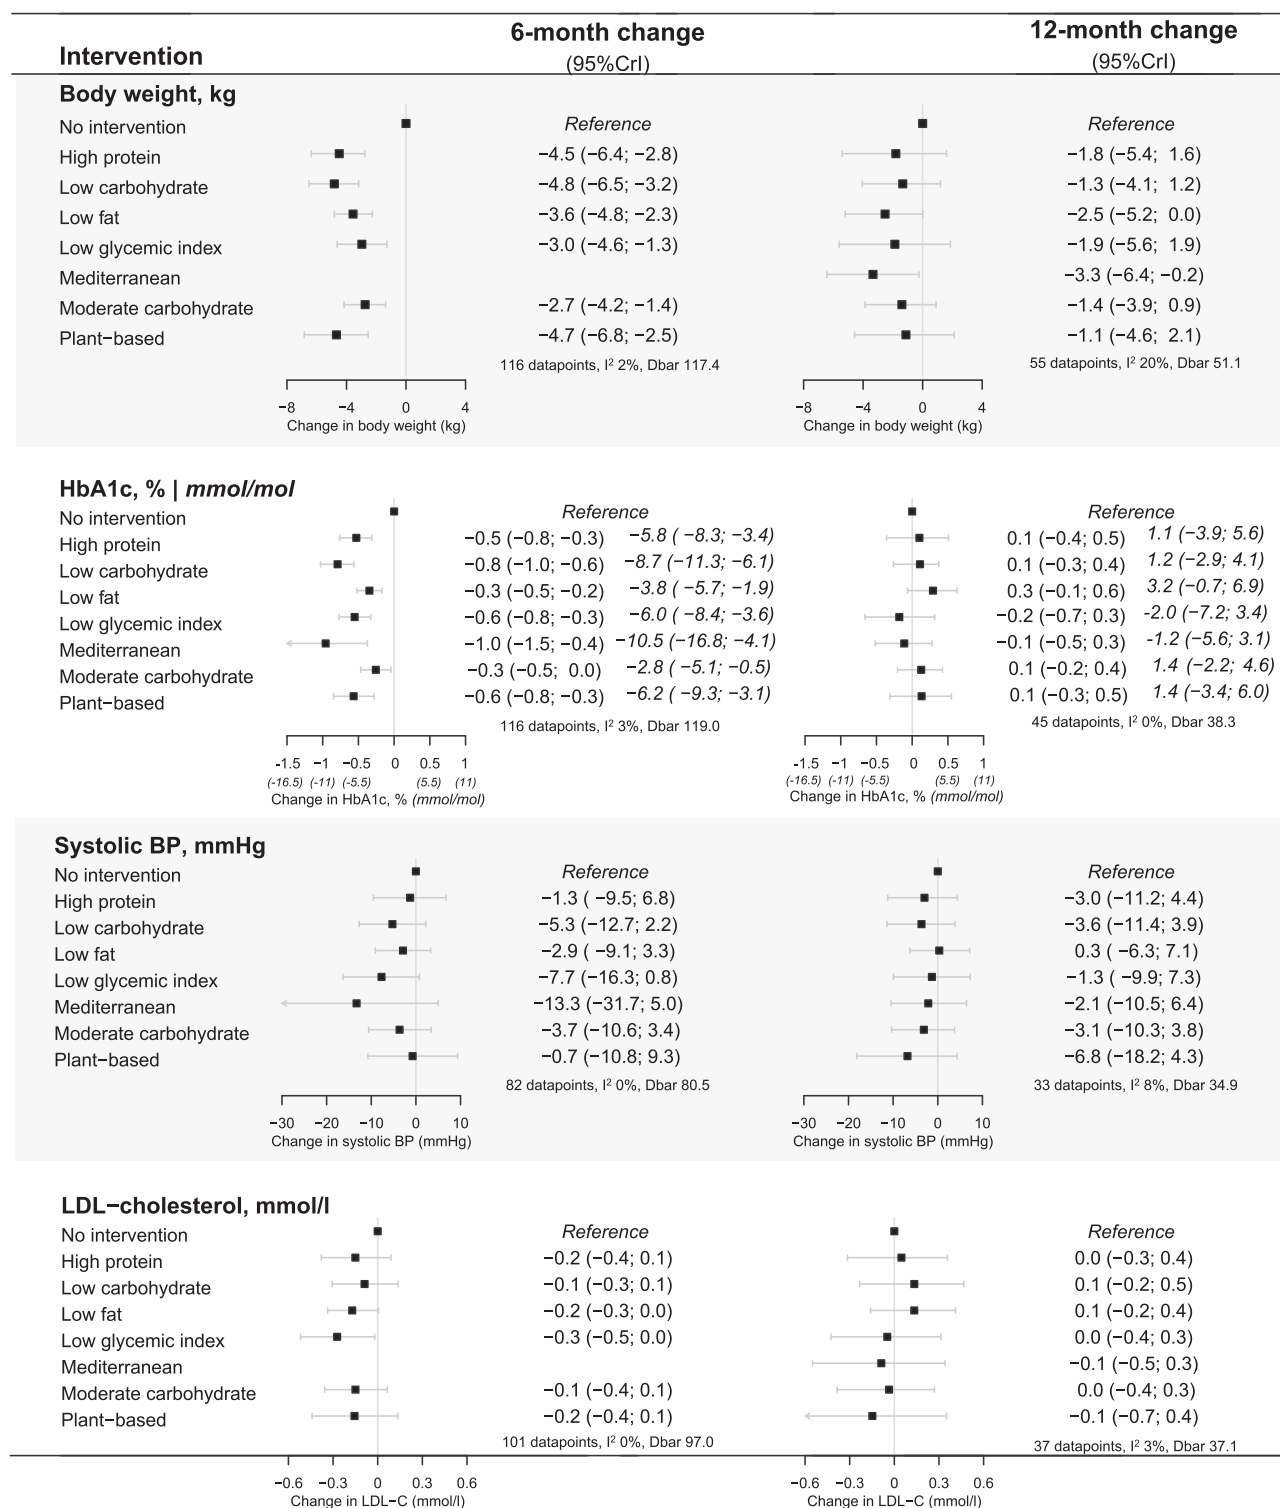 6-month change 12-month change
Intervention (95%CrI) (95%CrI)
Body weight, kg
No intervention Reference Reference
High protein −4.5 (−6.4; −2.8) −1.8 (−5.4; 1.6)
Low carbohydrate −4.8 (−6.5; −3.2) −1.3 (−4.1; 1.2)
Low fat −3.6 (−4.8; −2.3) −2.5 (−5.2; 0.0)
Low glycemic index −3.0 (−4.6; −1.3) −1.9 (−5.6; 1.9)
Mediterranean −3.3 (−6.4; −0.2)
Moderate carbohydrate −2.7 (−4.2; −1.4) −1.4 (−3.9; 0.9)
Plant−based −4.7 (−6.8; −2.5) −1.1 (−4.6; 2.1)
116 datapoints, I² 2%, Dbar 117.4 55 datapoints, I² 20%, Dbar 51.1
−8 −4 0 4 −8 −4 0 4
Change in body weight (kg) Change in body weight (kg)
HbA1c, % | mmol/mol
No intervention Reference Reference
High protein −0.5 (−0.8; −0.3) −5.8 ( −8.3; −3.4) 0.1 (−0.4; 0.5) 1.1 (−3.9; 5.6)
Low carbohydrate −0.8 (−1.0; −0.6) −8.7 (−11.3; −6.1) 0.1 (−0.3; 0.4) 1.2 (−2.9; 4.1)
Low fat −0.3 (−0.5; −0.2) −3.8 ( −5.7; −1.9) 0.3 (−0.1; 0.6) 3.2 (−0.7; 6.9)
Low glycemic index −0.6 (−0.8; −0.3) −6.0 ( −8.4; −3.6) −0.2 (−0.7; 0.3) -2.0 (−7.2; 3.4)
Mediterranean −1.0 (−1.5; −0.4) −10.5 (−16.8; −4.1) −0.1 (−0.5; 0.3) -1.2 (−5.6; 3.1)
Moderate carbohydrate −0.3 (−0.5; 0.0) −2.8 ( −5.1; −0.5) 0.1 (−0.2; 0.4) 1.4 (−2.2; 4.6)
Plant−based −0.6 (−0.8; −0.3) −6.2 ( −9.3; −3.1) 0.1 (−0.3; 0.5) 1.4 (−3.4; 6.0)
116 datapoints, I² 3%, Dbar 119.0 45 datapoints, I² 0%, Dbar 38.3
-1.5 −1 −0.5 0 0.5 1 -1.5 −1 −0.5 0 0.5 1
(-16.5) (-11) (-5.5) (5.5) (11) (-16.5) (-11) (-5.5) (5.5) (11)
Change in HbA1c, % (mmol/mol) Change in HbA1c, % (mmol/mol)
Systolic BP, mmHg
No intervention Reference Reference
High protein −1.3 ( −9.5; 6.8) −3.0 (−11.2; 4.4)
Low carbohydrate −5.3 (−12.7; 2.2) −3.6 (−11.4; 3.9)
Low fat −2.9 ( −9.1; 3.3) 0.3 ( −6.3; 7.1)
Low glycemic index −7.7 (−16.3; 0.8) −1.3 ( −9.9; 7.3)
Mediterranean −13.3 (−31.7; 5.0) −2.1 (−10.5; 6.4)
Moderate carbohydrate −3.7 (−10.6; 3.4) −3.1 (−10.3; 3.8)
Plant−based −0.7 (−10.8; 9.3) −6.8 (−18.2; 4.3)
82 datapoints, I² 0%, Dbar 80.5 33 datapoints, I² 8%, Dbar 34.9
−30 −20 −10 0 10 −30 −20 −10 0 10
Change in systolic BP (mmHg) Change in systolic BP (mmHg)
LDL−cholesterol, mmol/l
No intervention Reference Reference
High protein −0.2 (−0.4; 0.1) 0.0 (−0.3; 0.4)
Low carbohydrate −0.1 (−0.3; 0.1) 0.1 (−0.2; 0.5)
Low fat −0.2 (−0.3; 0.0) 0.1 (−0.2; 0.4)
Low glycemic index −0.3 (−0.5; 0.0) 0.0 (−0.4; 0.3)
Mediterranean −0.1 (−0.5; 0.3)
Moderate carbohydrate −0.1 (−0.4; 0.1) 0.0 (−0.4; 0.3)
Plant−based −0.2 (−0.4; 0.1) −0.1 (−0.7; 0.4)
101 datapoints, I² 0%, Dbar 97.0 37 datapoints, I² 3%, Dbar 37.1
−0.6 −0.3 0 0.3 0.6 −0.6 −0.3 0 0.3 0.6
Change in LDL−C (mmol/l) Change in LDL−C (mmol/l)